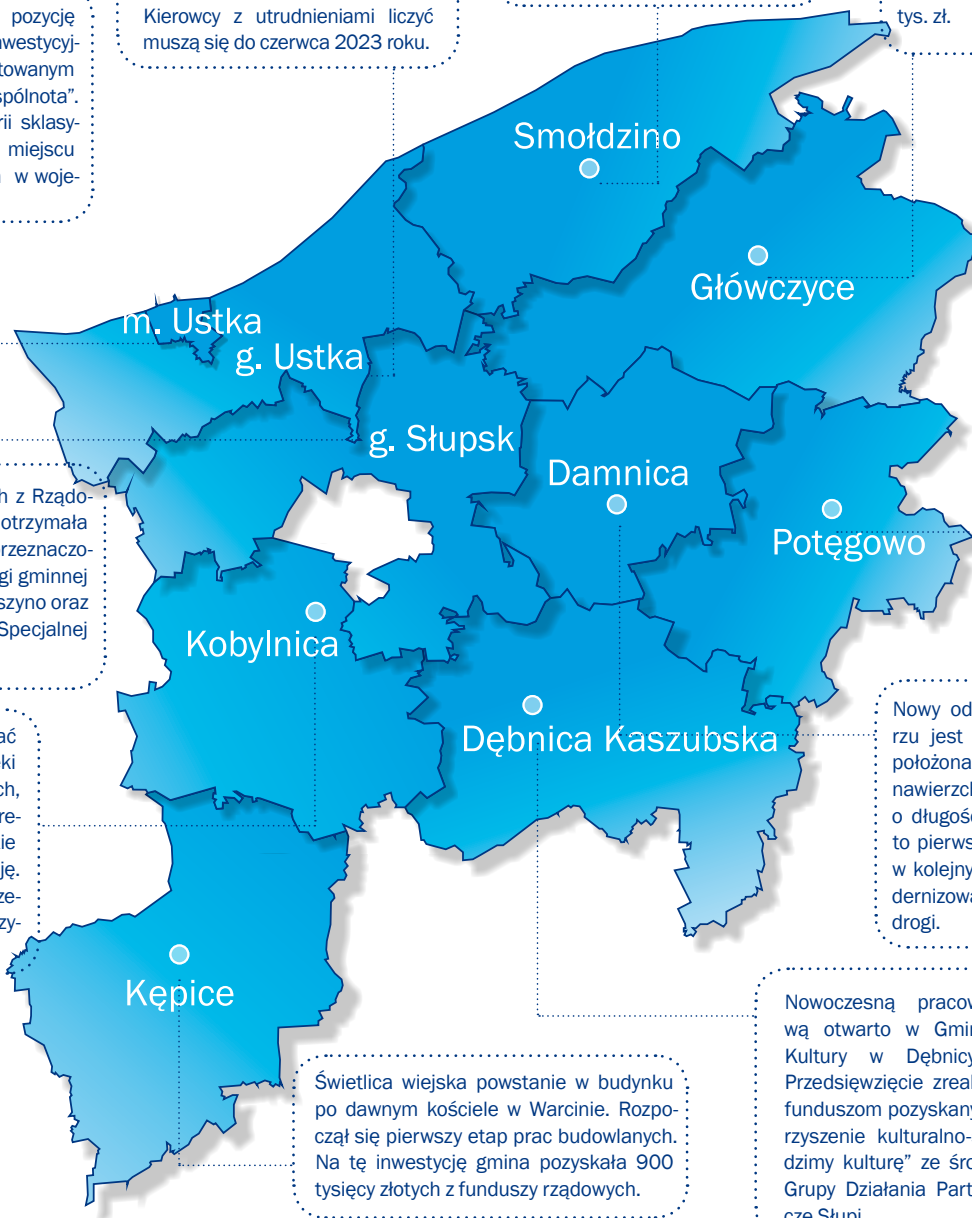 pozycję
westycyj-
towanym
spólnota”.
rii sklasy-
miejscu
w woje-
Kierowcy z utrudnieniami liczyć
muszą się do czerwca 2023 roku.
tys. zł.
Smołdzino
Główczyce
m. Ustka
g. Ustka
g. Słupsk
Damnica
Potęgowo
Kobylnica
Dębnica Kaszubska
Kępice
h z Rządo-
otrzymała
rzeznaczo-
gi gminnej
szyno oraz
Specjalnej
ać
ki
ch,
re-
zie
ję.
ze-
zy-
Nowy od
rzu jest
położona
nawierzch
o długoś
to pierws
w kolejny
dernizowa
drogi.
Świetlica wiejska powstanie w budynku
po dawnym kościele w Warcinie. Rozpo-
czął się pierwszy etap prac budowlanych.
Na tę inwestycję gmina pozyskała 900
tysięcy złotych z funduszy rządowych.
Nowoczesną pracow
wą otwarto w Gmin
Kultury w Dębnicy
Przedsięwzięcie zreal
funduszom pozyskany
rzyszenie kulturalno-
dzimy kulturę” ze śro
Grupy Działania Part
cze Słupi